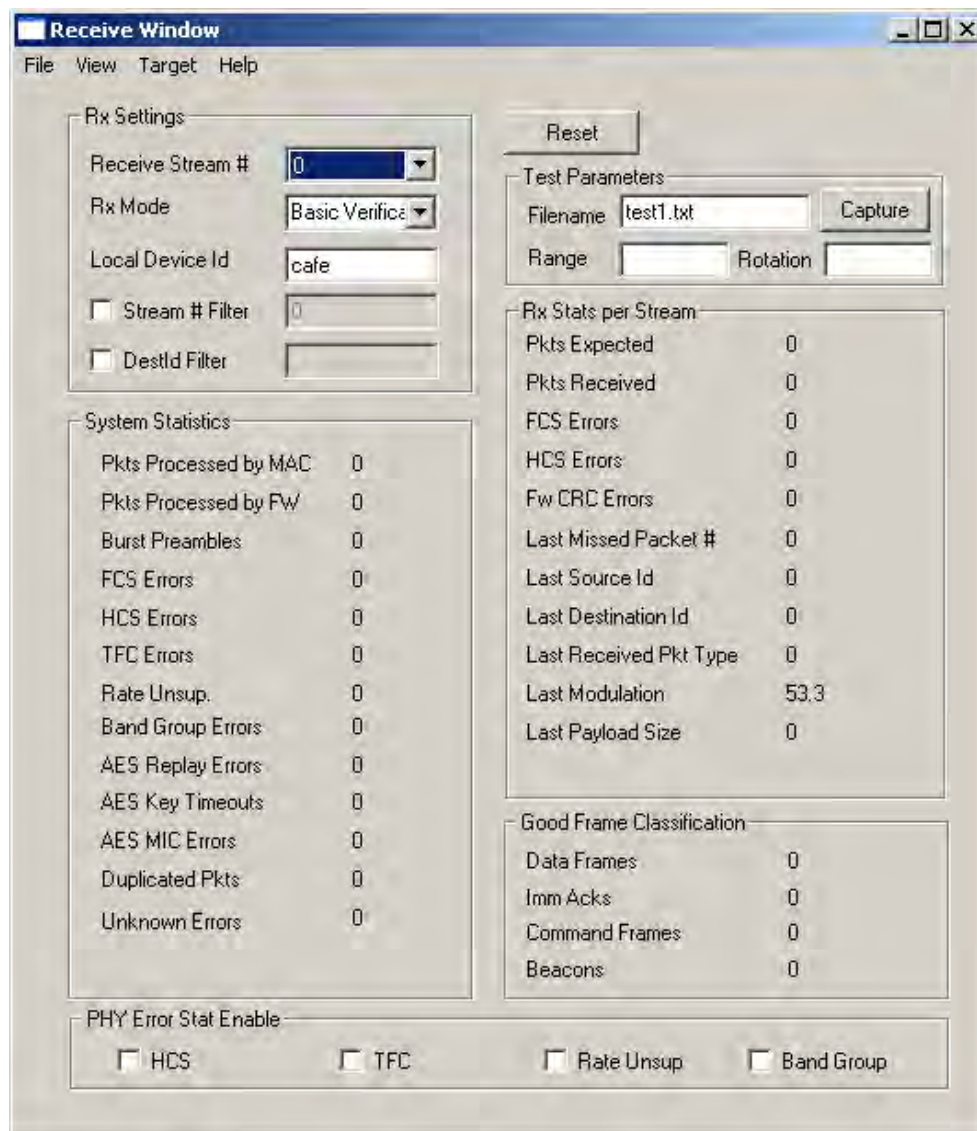 Receive Window
File View Target Help
Rx Settings
Receive Stream # 0
Rx Mode Basic Verifica
Local Device Id cafe
Stream # Filter 0
DestId Filter
Reset
Test Parameters
Filename test1.txt Capture
Range Rotation
System Statistics
Pkts Processed by MAC 0
Pkts Processed by FW 0
Burst Preambles 0
FCS Errors 0
HCS Errors 0
TFC Errors 0
Rate Unsup. 0
Band Group Errors 0
AES Replay Errors 0
AES Key Timeouts 0
AES MIC Errors 0
Duplicated Pkts 0
Unknown Errors 0
Rx Stats per Stream
Pkts Expected 0
Pkts Received 0
FCS Errors 0
HCS Errors 0
Fw CRC Errors 0
Last Missed Packet # 0
Last Source Id 0
Last Destination Id 0
Last Received Pkt Type 0
Last Modulation 53.3
Last Payload Size 0
Good Frame Classification
Data Frames 0
Imm Acks 0
Command Frames 0
Beacons 0
PHY Error Stat Enable
HCS TFC Rate Unsup Band Group